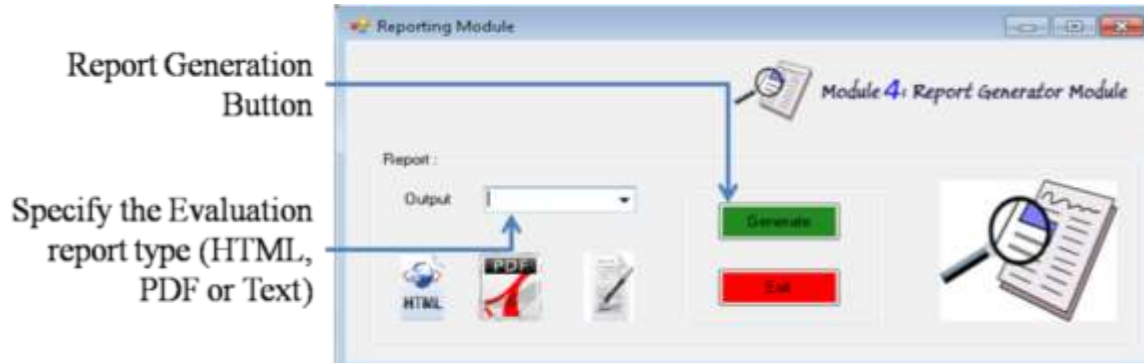 Reporting Module
Report Generation
Button
Module 4: Report Generator Module
Report :
Output
Generate
Specify the Evaluation
report type (HTML,
PDF or Text)
HTML
PDF
Exit